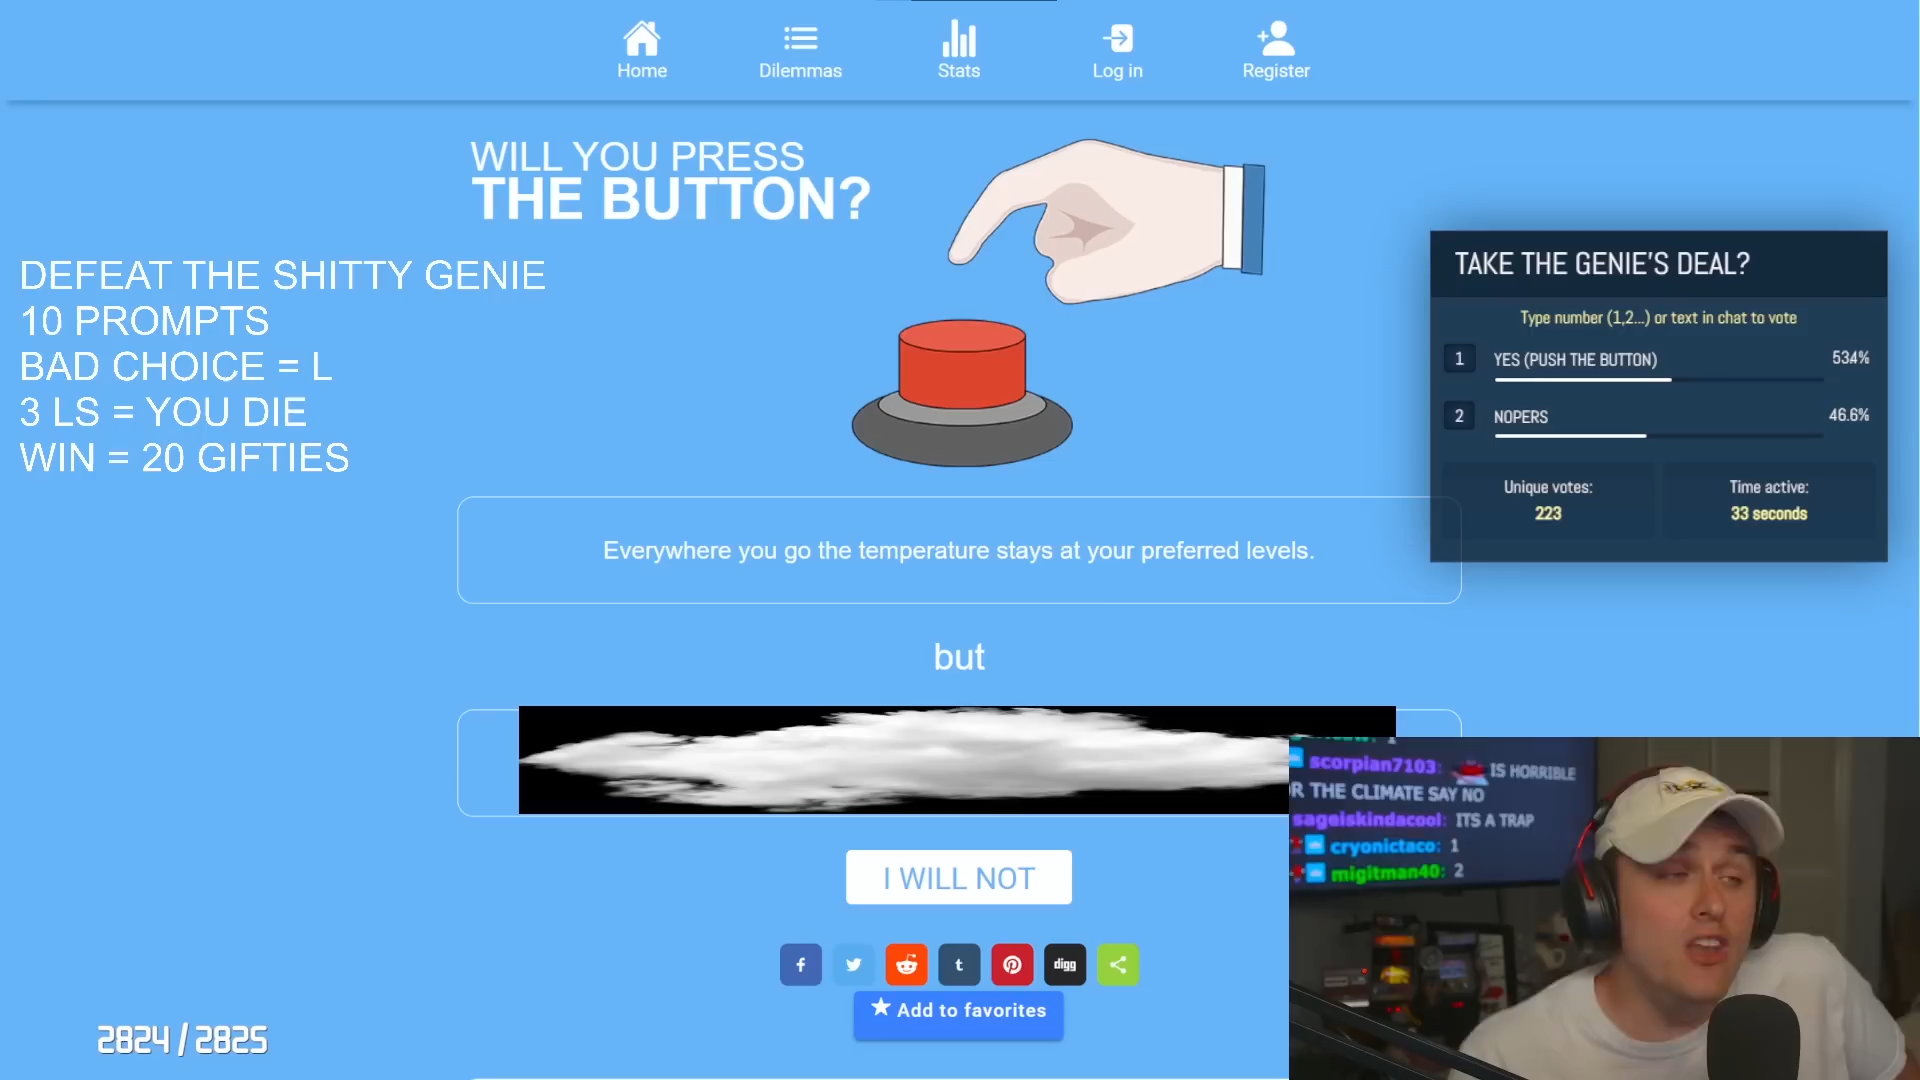 Home
Dilemmas
Stats
Log in
Register
WILL YOU PRESS
THE BUTTON?
DEFEAT THE SHITTY GENIE
10 PROMPTS
BAD CHOICE = L
3 LS = YOU DIE
WIN = 20 GIFTIES
TAKE THE GENIE'S DEAL?
Type number (1,2...) or text in chat to vote
1 YES (PUSH THE BUTTON) 53.4%
2 NOPERS 46.6%
Unique votes: Time active:
223 33 seconds
Everywhere you go the temperature stays at your preferred levels.
but
scorpian7103: IS HORRIBLE
R THE CLIMATE SAY NO
sageiskindacool: ITS A TRAP
cryonictaco: 1
migitman40: 2
I WILL NOT
f
t
digg
Add to favorites
2824 / 2825